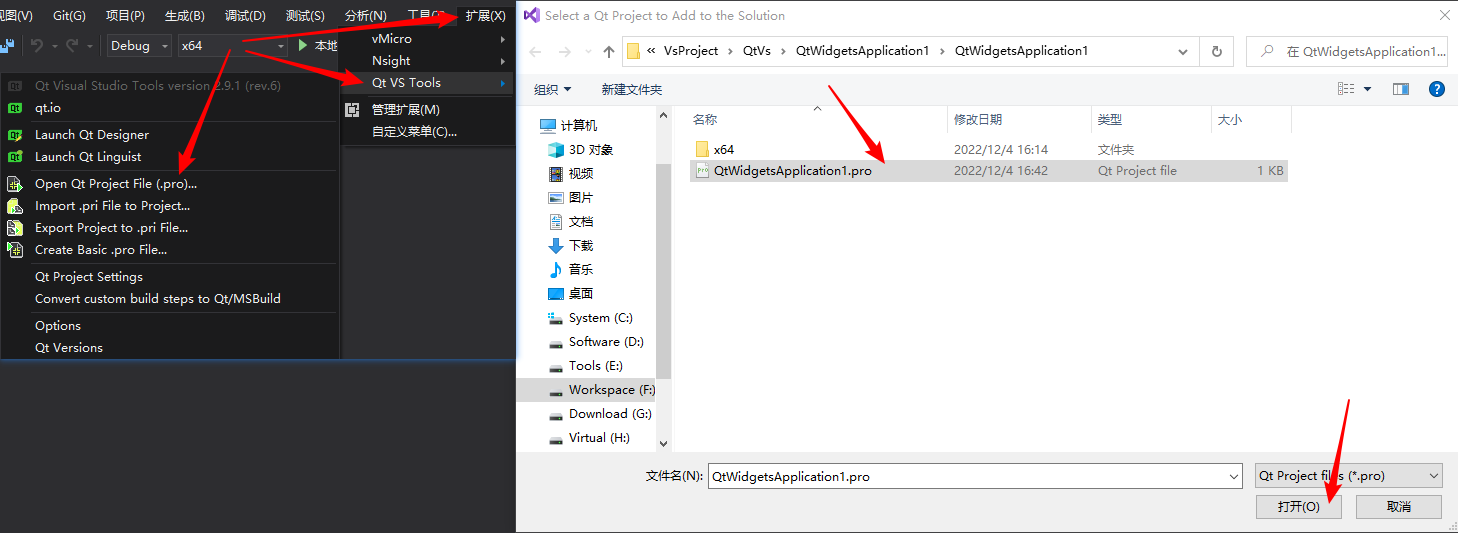 视图(V) Git(G) 项目(P) 生成(B) 调试(D) 测试(S) 分析(N) 扩展(X)
Debug x64 本地
vMicro
Nsight
Qt VS Tools
管理扩展(M)
自定义菜单(C)...
Qt Visual Studio Tools version 2.9.1 (rev.6)
qt.io
Launch Qt Designer
Launch Qt Linguist
Open Qt Project File (.pro)...
Import .pri File to Project...
Export Project to .pri File...
Create Basic .pro File...
Qt Project Settings
Convert custom build steps to Qt/MSBuild
Options
Qt Versions
Select a Qt Project to Add to the Solution
« VsProject › QtVs › QtWidgetsApplication1 › QtWidgetsApplication1
在 QtWidgetsApplication1...
组织 新建文件夹
名称 修改日期 类型 大小
x64 2022/12/4 16:14 文件夹
QtWidgetsApplication1.pro 2022/12/4 16:42 Qt Project file 1 KB
计算机
3D 对象
视频
图片
文档
下载
音乐
桌面
System (C:)
Software (D:)
Tools (E:)
Workspace (F:)
Download (G:)
Virtual (H:)
文件名(N): QtWidgetsApplication1.pro Qt Project files (*.pro)
打开(O) 取消